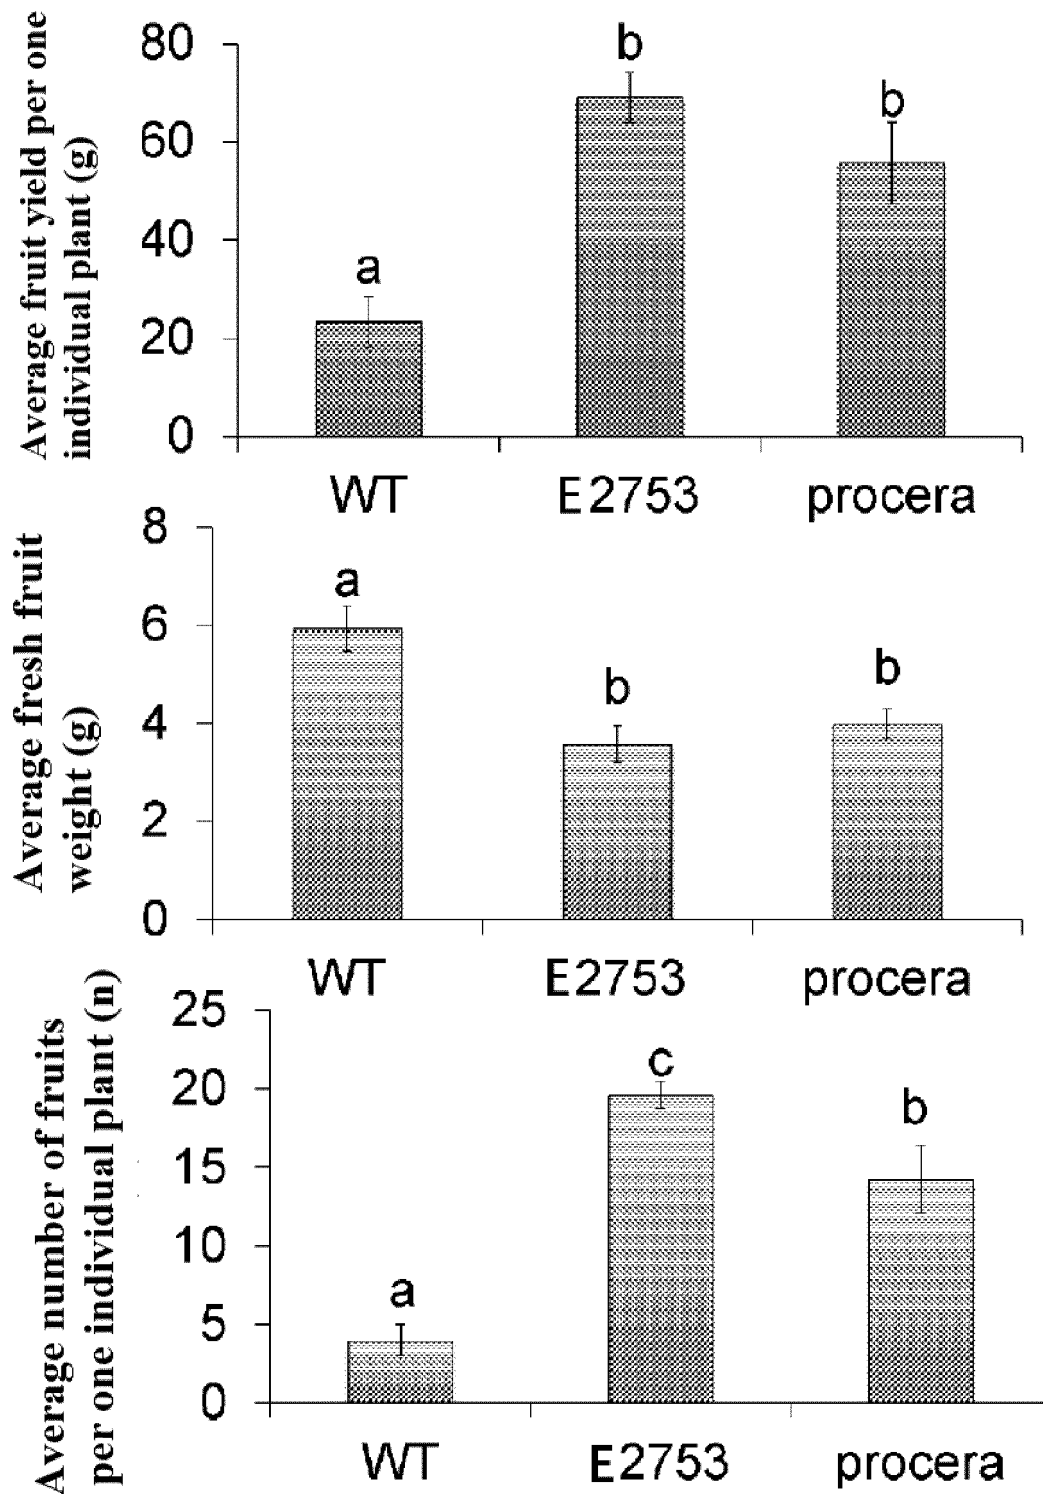 Average fruit yield per one
individual plant (g)
80
60
40
20
0
a
b
b
WT
E2753
procera
Average fresh fruit
weight (g)
8
6
4
2
0
a
b
b
WT
E2753
procera
Average number of fruits
per one individual plant (n)
25
20
15
10
5
0
a
c
b
WT
E2753
procera